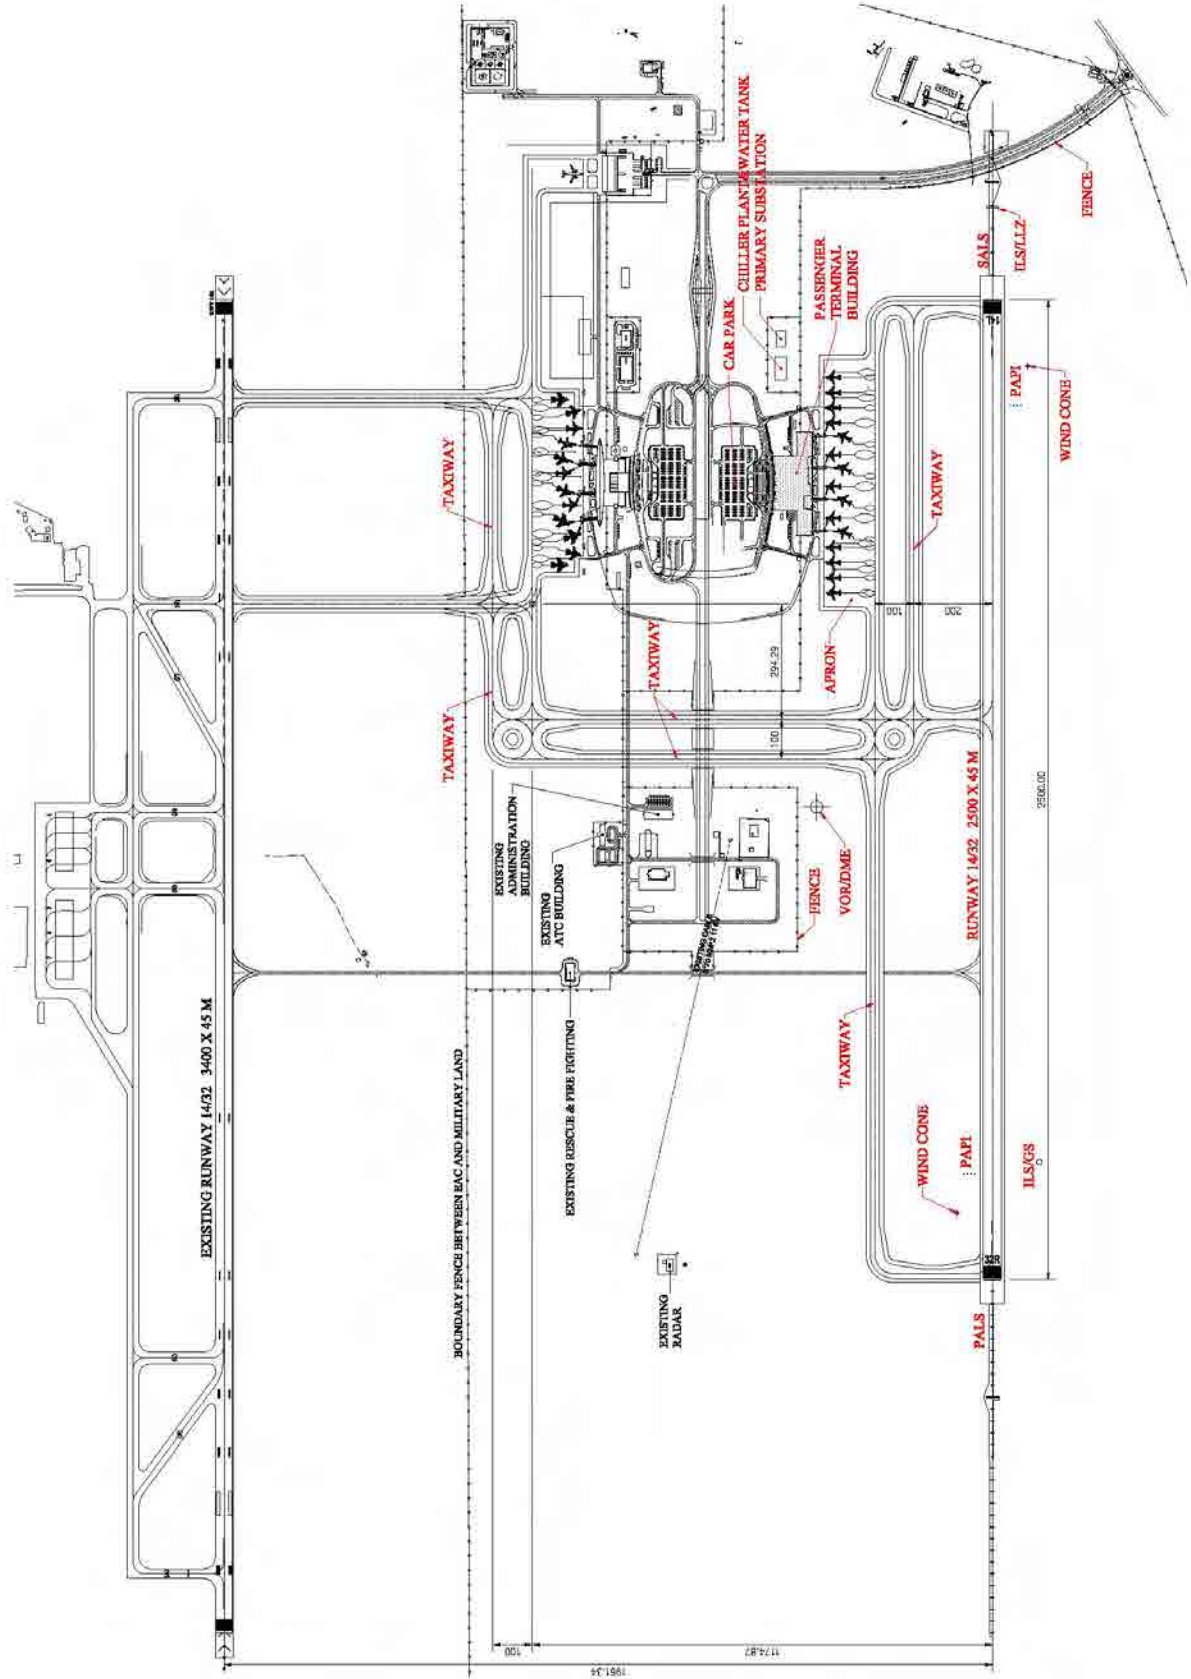 EXISTING RUNWAY 14/32 3400 X 45 M
BOUNDARY FENCE BETWEEN EAC AND MILITARY LAND
TAXIWAY
TAXIWAY
EXISTING
ADMINISTRATION
BUILDING
EXISTING
ATC BUILDING
EXISTING RESCUE & FIRE FIGHTING
EXISTING
RADAR
TAXIWAY
294.29
100
CAR PARK
CHILLER PLANT&WATER TANK
PRIMARY SUBSTATION
PASSENGER
TERMINAL
BUILDING
APRON
FENCE
VOR/DME
TAXIWAY
WIND CONE
PAPI
ILS/GS
32R
PALS
RUNWAY 14/32 2500 X 45 M
2500.00
TAXIWAY
100
200
14L
SALS
ILS/LLZ
FENCE
PAPI
WIND CONE
100
1174.87
1961.34